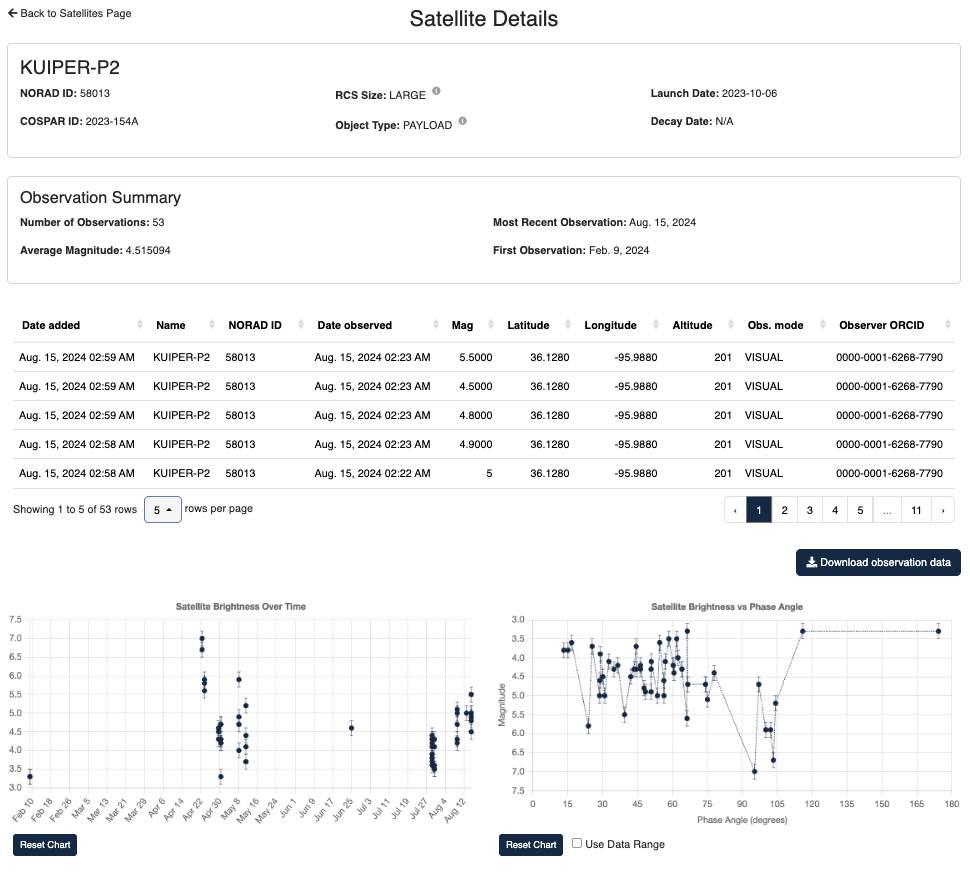 Back to Satellites Page
Satellite Details
KUIPER-P2
NORAD ID: 58013 RCS Size: LARGE Launch Date: 2023-10-06
COSPAR ID: 2023-154A Object Type: PAYLOAD Decay Date: N/A
Observation Summary
Number of Observations: 53 Most Recent Observation: Aug. 15, 2024
Average Magnitude: 4.515094 First Observation: Feb. 9, 2024
Date added Name NORAD ID Date observed Mag Latitude Longitude Altitude Obs. mode Observer ORCID
Aug. 15, 2024 02:59 AM KUIPER-P2 58013 Aug. 15, 2024 02:23 AM 5.5000 36.1280 -95.9880 201 VISUAL 0000-0001-6268-7790
Aug. 15, 2024 02:59 AM KUIPER-P2 58013 Aug. 15, 2024 02:23 AM 4.5000 36.1280 -95.9880 201 VISUAL 0000-0001-6268-7790
Aug. 15, 2024 02:59 AM KUIPER-P2 58013 Aug. 15, 2024 02:23 AM 4.8000 36.1280 -95.9880 201 VISUAL 0000-0001-6268-7790
Aug. 15, 2024 02:58 AM KUIPER-P2 58013 Aug. 15, 2024 02:23 AM 4.9000 36.1280 -95.9880 201 VISUAL 0000-0001-6268-7790
Aug. 15, 2024 02:58 AM KUIPER-P2 58013 Aug. 15, 2024 02:22 AM 5 36.1280 -95.9880 201 VISUAL 0000-0001-6268-7790
Showing 1 to 5 of 53 rows 5 rows per page ‹ 1 2 3 4 5 ... 11 ›
Download observation data
Satellite Brightness Over Time
7.5
7.0
6.5
6.0
5.5
5.0
4.5
4.0
3.5
3.0
Feb 10 Feb 18 Feb 26 Mar 5 Mar 13 Mar 21 Mar 29 Apr 6 Apr 14 Apr 22 Apr 30 May 8 May 16 May 24 Jun 1 Jun 9 Jun 17 Jun 25 Jul 3 Jul 11 Jul 19 Jul 27 Aug 4 Aug 12
Reset Chart
Satellite Brightness vs Phase Angle
Magnitude
3.0
3.5
4.0
4.5
5.0
5.5
6.0
6.5
7.0
7.5
0 15 30 45 60 75 90 105 120 135 150 165 180
Phase Angle (degrees)
Reset Chart Use Data Range